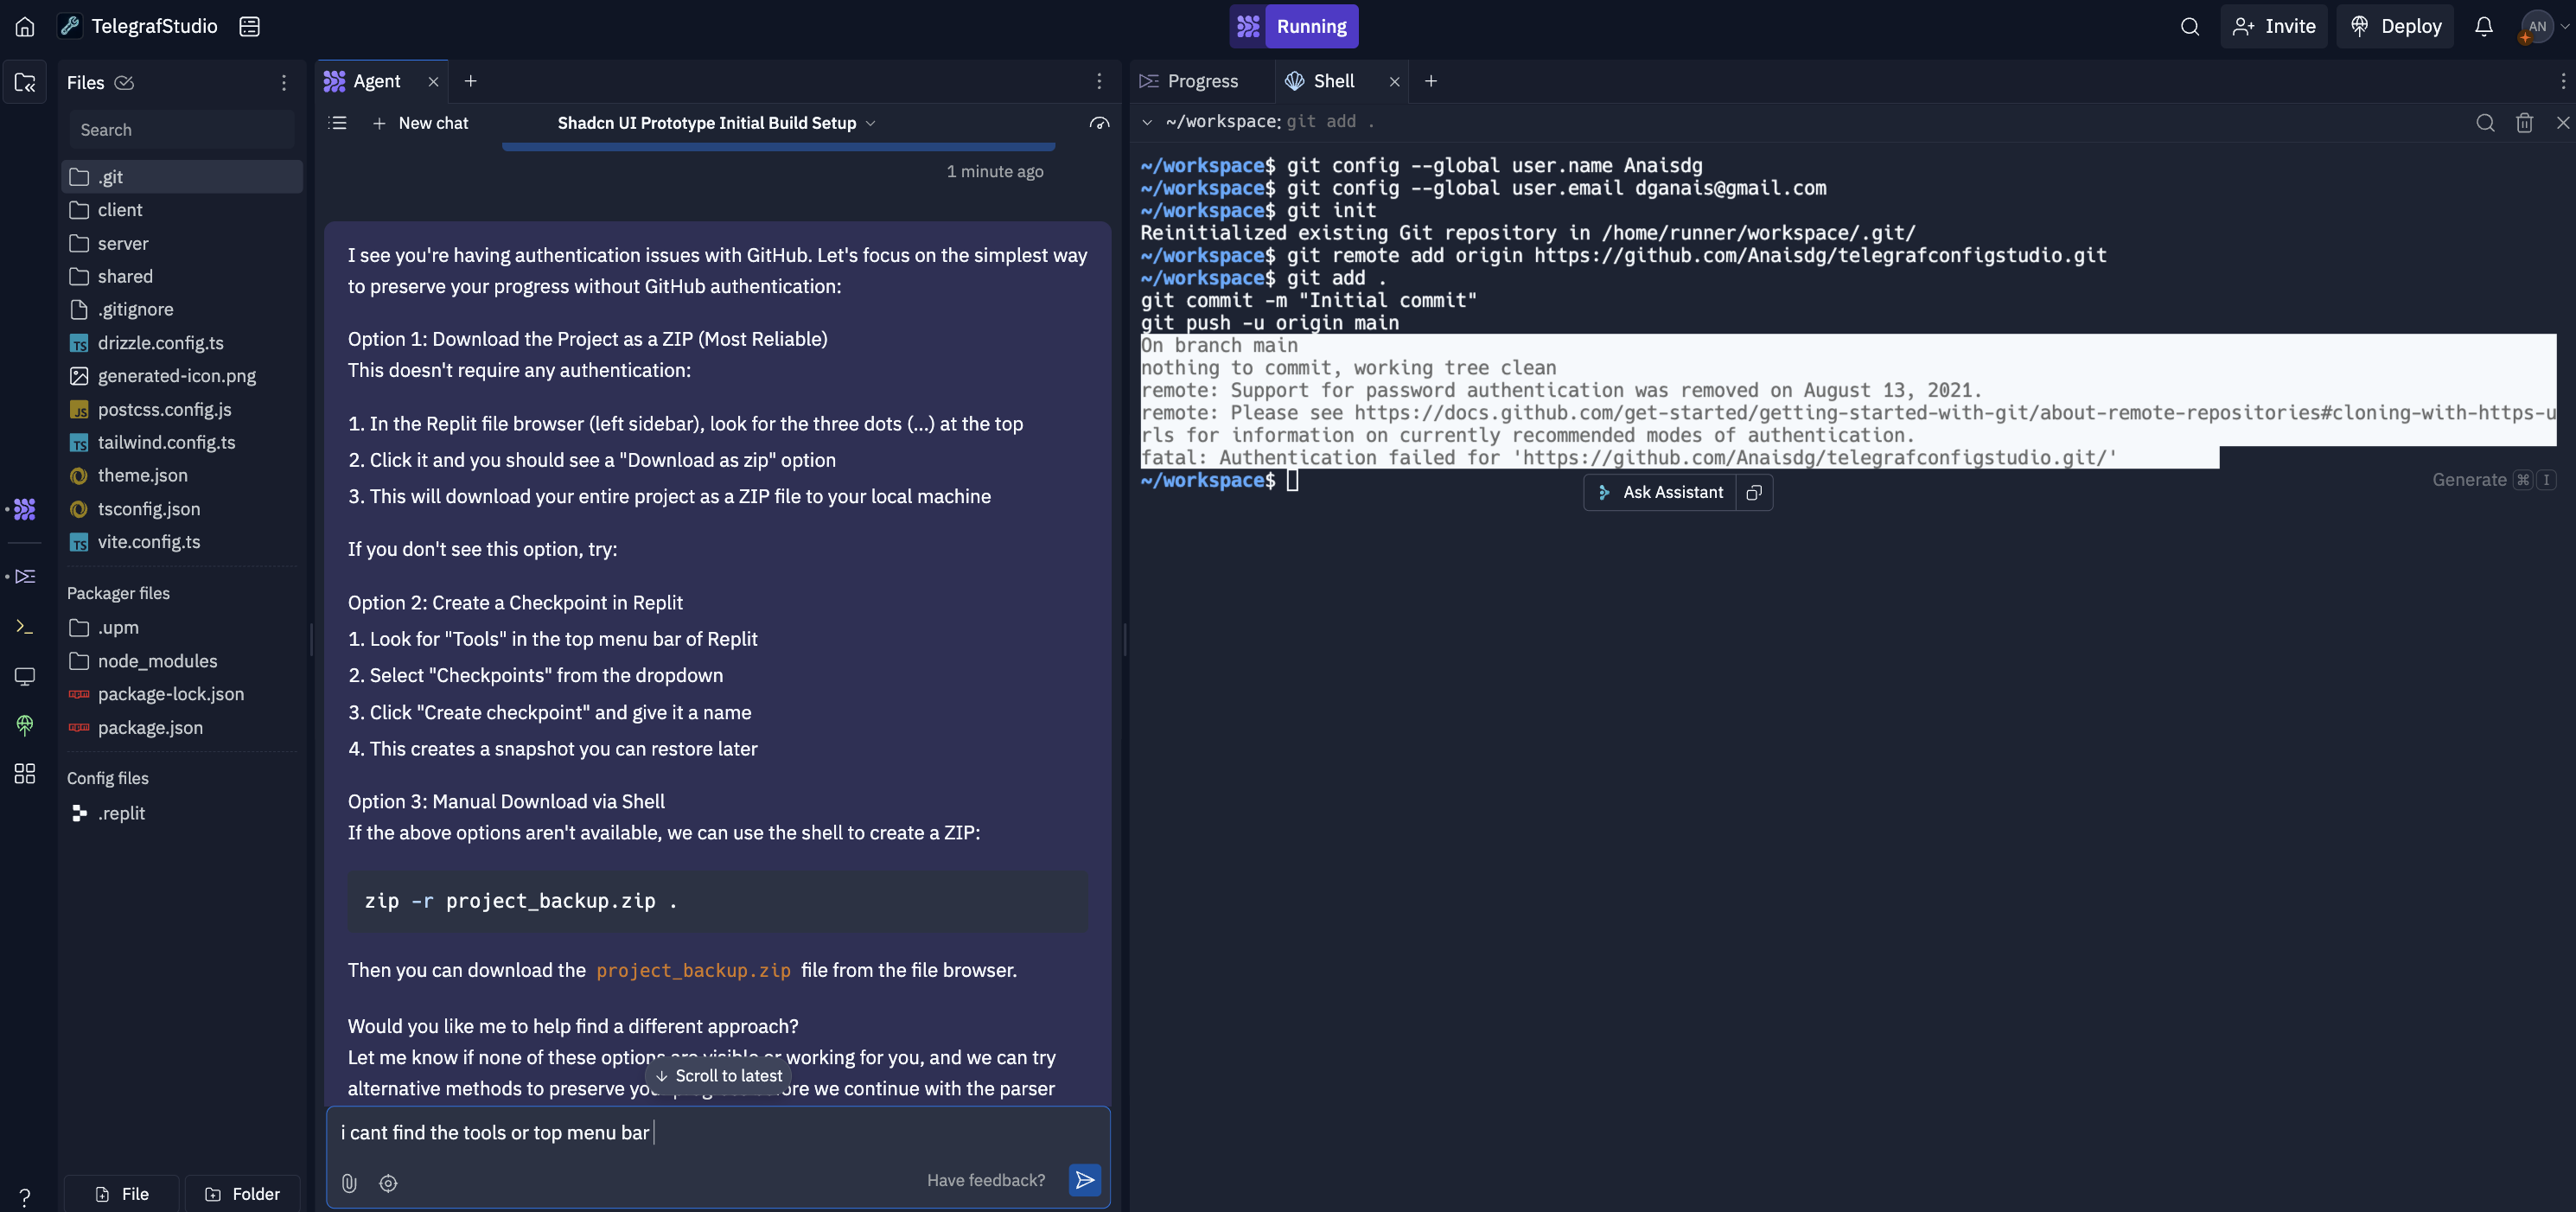 TelegrafStudio
Running
Invite
Deploy
AN
Files
Search
.git
client
server
shared
.gitignore
drizzle.config.ts
generated-icon.png
postcss.config.js
tailwind.config.ts
theme.json
tsconfig.json
vite.config.ts
Packager files
.upm
node_modules
package-lock.json
package.json
Config files
.replit
File
Folder
Agent
New chat
Shadcn UI Prototype Initial Build Setup
1 minute ago
I see you're having authentication issues with GitHub. Let's focus on the simplest way
to preserve your progress without GitHub authentication:
Option 1: Download the Project as a ZIP (Most Reliable)
This doesn't require any authentication:
1. In the Replit file browser (left sidebar), look for the three dots (...) at the top
2. Click it and you should see a "Download as zip" option
3. This will download your entire project as a ZIP file to your local machine
If you don't see this option, try:
Option 2: Create a Checkpoint in Replit
1. Look for "Tools" in the top menu bar of Replit
2. Select "Checkpoints" from the dropdown
3. Click "Create checkpoint" and give it a name
4. This creates a snapshot you can restore later
Option 3: Manual Download via Shell
If the above options aren't available, we can use the shell to create a ZIP:
zip -r project_backup.zip .
Then you can download the project_backup.zip file from the file browser.
Would you like me to help find a different approach?
Let me know if none of these options are visible or working for you, and we can try
alternative methods to preserve we continue with the parser
Scroll to latest
i cant find the tools or top menu bar
Have feedback?
Progress
Shell
~/workspace: git add .
~/workspace$ git config --global user.name Anaisdg
~/workspace$ git config --global user.email dganais@gmail.com
~/workspace$ git init
Reinitialized existing Git repository in /home/runner/workspace/.git/
~/workspace$ git remote add origin https://github.com/Anaisdg/telegrafconfigstudio.git
~/workspace$ git add .
git commit -m "Initial commit"
git push -u origin main
On branch main
nothing to commit, working tree clean
remote: Support for password authentication was removed on August 13, 2021.
remote: Please see https://docs.github.com/get-started/getting-started-with-git/about-remote-repositories#cloning-with-https-u
rls for information on currently recommended modes of authentication.
fatal: Authentication failed for 'https://github.com/Anaisdg/telegrafconfigstudio.git/'
~/workspace$
Generate ⌘ I
Ask Assistant